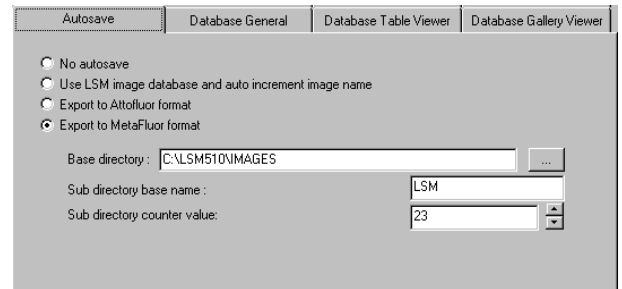 Autosave Database General Database Table Viewer Database Gallery Viewer
No autosave
Use LSM image database and auto increment image name
Export to Attofluor format
Export to MetaFluor format
Base directory : C:\LSM510\IMAGES ...
Sub directory base name : LSM
Sub directory counter value: 23